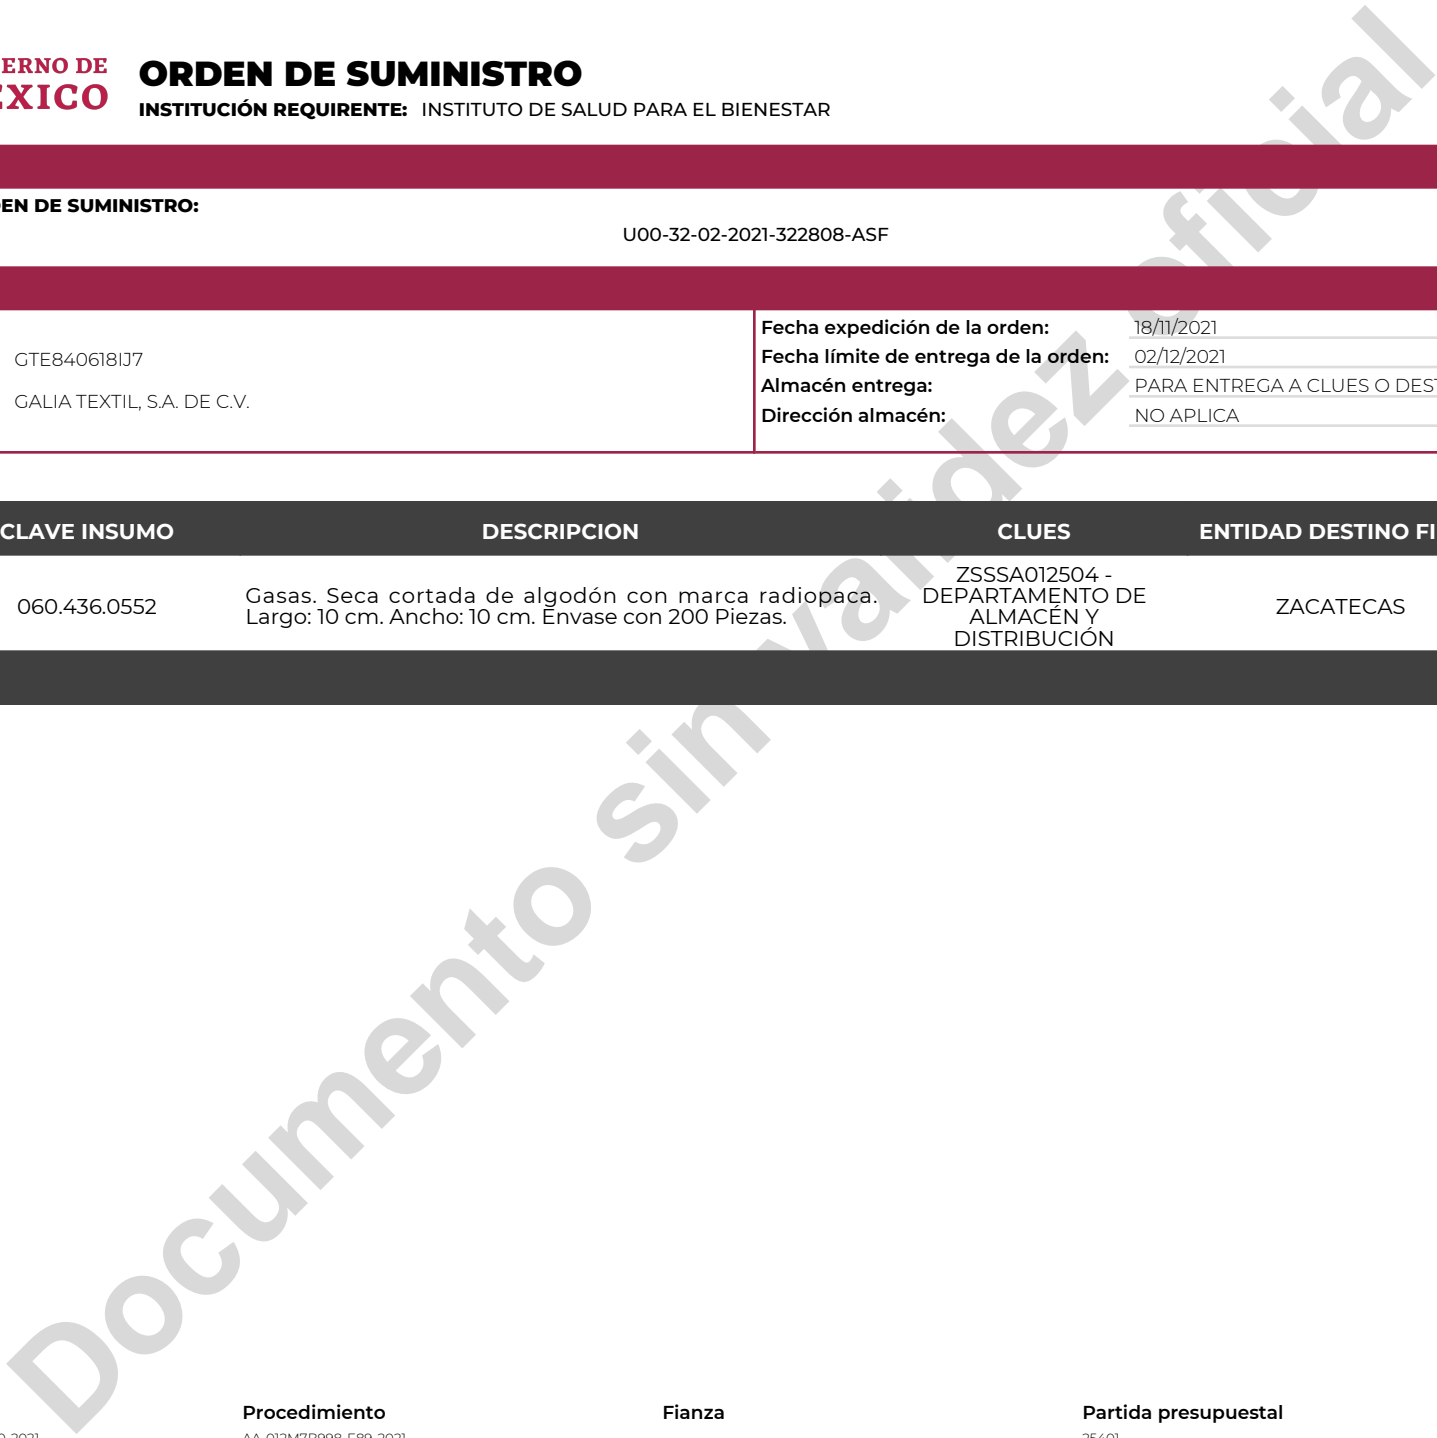 ERNO DE
EXICO
ORDEN DE SUMINISTRO
INSTITUCIÓN REQUIRENTE: INSTITUTO DE SALUD PARA EL BIENESTAR
EN DE SUMINISTRO:
U00-32-02-2021-322808-ASF
GTE840618IJ7
GALIA TEXTIL, S.A. DE C.V.
Fecha expedición de la orden: 18/11/2021
Fecha límite de entrega de la orden: 02/12/2021
Almacén entrega: PARA ENTREGA A CLUES O DEST
Dirección almacén: NO APLICA
CLAVE INSUMO DESCRIPCION CLUES ENTIDAD DESTINO FI
060.436.0552
Gasas. Seca cortada de algodón con marca radiopaca.
Largo: 10 cm. Ancho: 10 cm. Envase con 200 Piezas.
ZSSSA012504 -
DEPARTAMENTO DE
ALMACÉN Y
DISTRIBUCIÓN
ZACATECAS
Documento sin validez oficial
Procedimiento Fianza Partida presupuestal